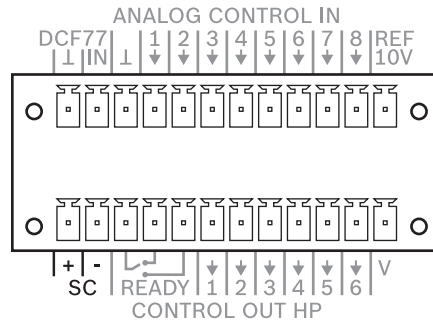 ANALOG CONTROL IN
DCF77 1 2 3 4 5 6 7 8 REF
⊥ IN ⊥ 10V
+ - 1 2 3 4 5 6 V
SC READY
CONTROL OUT HP